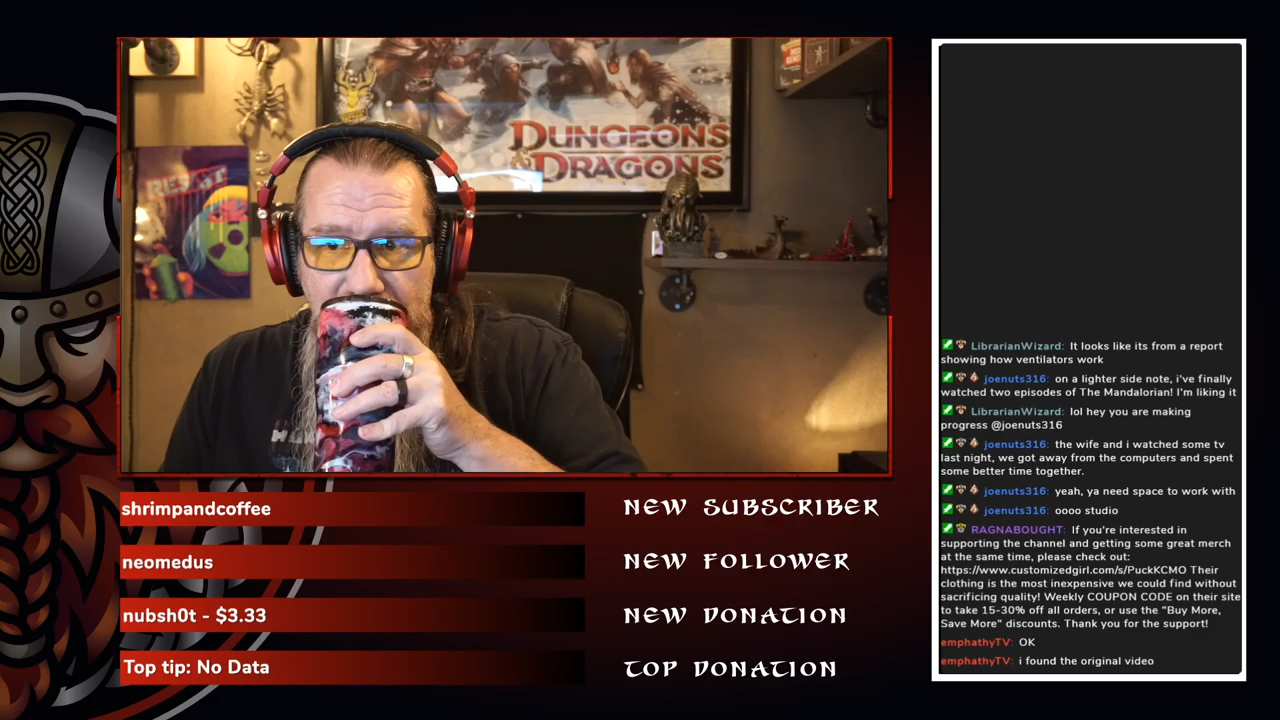 RESIST
DUNGEONS
& DRAGONS
shrimpandcoffee
NEW SUBSCRIBER
neomedus
NEW FOLLOWER
nubsh0t - $3.33
NEW DONATION
Top tip: No Data
TOP DONATION
LibrarianWizard: It looks like its from a report
showing how ventilators work
joenuts316: on a lighter side note, i've finally
watched two episodes of The Mandalorian! I'm liking it
LibrarianWizard: lol hey you are making
progress @joenuts316
joenuts316: the wife and i watched some tv
last night, we got away from the computers and spent
some better time together.
joenuts316: yeah, ya need space to work with
joenuts316: oooo studio
RAGNABOUGHT: If you're interested in
supporting the channel and getting some great merch
at the same time, please check out:
https://www.customizedgirl.com/s/PuckKCMO Their
clothing is the most inexpensive we could find without
sacrificing quality! Weekly COUPON CODE on their site
to take 15-30% off all orders, or use the "Buy More,
Save More" discounts. Thank you for the support!
emphathyTV: OK
emphathyTV: i found the original video